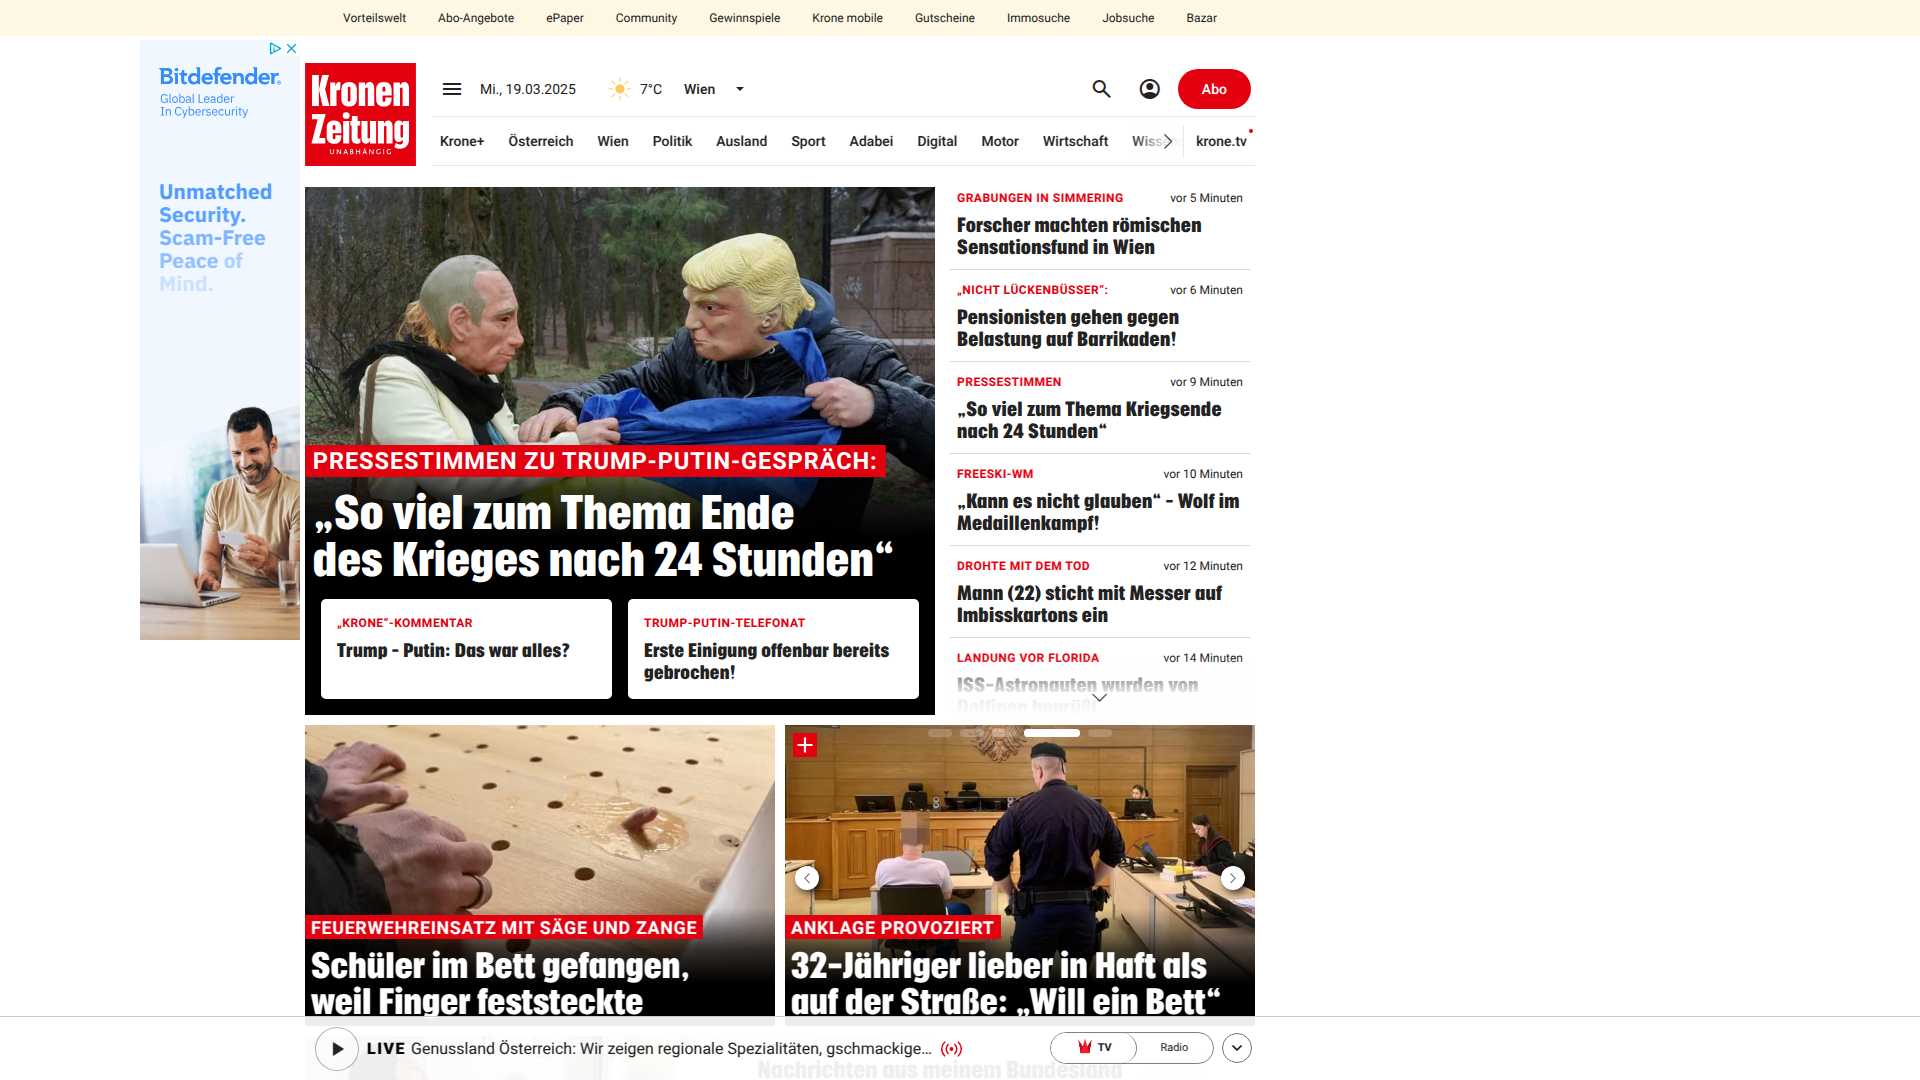 Vorteilswelt
Abo-Angebote
ePaper
Community
Gewinnspiele
Krone mobile
Gutscheine
Immosuche
Jobsuche
Bazar
Bitdefender.
Global Leader
In Cybersecurity
Unmatched
Security.
Scam-Free
Peace of
Mind.
Kronen
Zeitung
UNABHÄNGIG
Mi., 19.03.2025
7°C
Wien
Abo
Krone+
Österreich
Wien
Politik
Ausland
Sport
Adabei
Digital
Motor
Wirtschaft
krone.tv
PRESSESTIMMEN ZU TRUMP-PUTIN-GESPRÄCH:
„So viel zum Thema Ende
des Krieges nach 24 Stunden“
„KRONE“-KOMMENTAR
Trump – Putin: Das war alles?
TRUMP-PUTIN-TELEFONAT
Erste Einigung offenbar bereits
gebrochen!
GRABUNGEN IN SIMMERING
vor 5 Minuten
Forscher machten römischen
Sensationsfund in Wien
„NICHT LÜCKENBÜSSER“:
vor 6 Minuten
Pensionisten gehen gegen
Belastung auf Barrikaden!
PRESSESTIMMEN
vor 9 Minuten
„So viel zum Thema Kriegsende
nach 24 Stunden“
FREESKI-WM
vor 10 Minuten
„Kann es nicht glauben“ – Wolf im
Medaillenkampf!
DROHTE MIT DEM TOD
vor 12 Minuten
Mann (22) sticht mit Messer auf
Imbisskartons ein
LANDUNG VOR FLORIDA
vor 14 Minuten
ISS-Astronauten wurden von
Delfinen begrüßt
FEUERWEHREINSATZ MIT SÄGE UND ZANGE
Schüler im Bett gefangen,
weil Finger feststeckte
ANKLAGE PROVOZIERT
32-Jähriger lieber in Haft als
auf der Straße: „Will ein Bett“
LIVE Genussland Österreich: Wir zeigen regionale Spezialitäten, gschmackige...
TV
Radio
Nachrichten aus meinem Bundesland